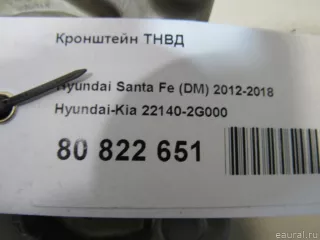 Кронштейн ТНВД
Hyundai Santa Fe (DM) 2012-2018
Hyundai-Kia 22140-2G000
80 822 651
eaural.ru